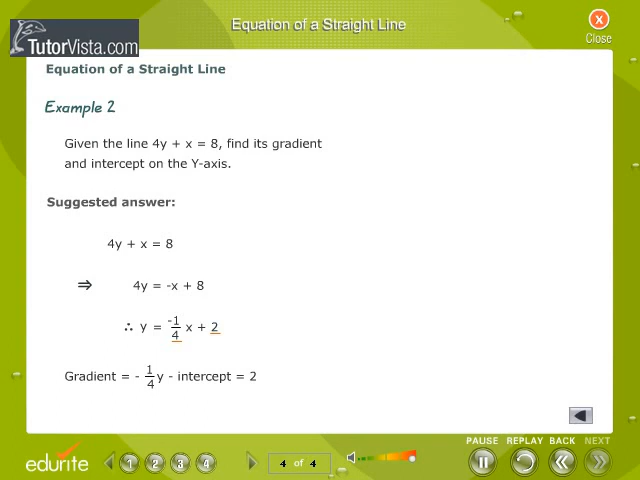 Equation of a Straight Line
x
Close
TutorVista.com
Equation of a Straight Line
Example 2
Given the line 4y + x = 8, find its gradient
and intercept on the Y-axis.
Suggested answer:
4y + x = 8
⇒ 4y = -x + 8
∴ y = -1/4 x + 2
Gradient = - 1/4 y - intercept = 2
PAUSE REPLAY BACK NEXT
edurite
1 2 3 4
4 of 4